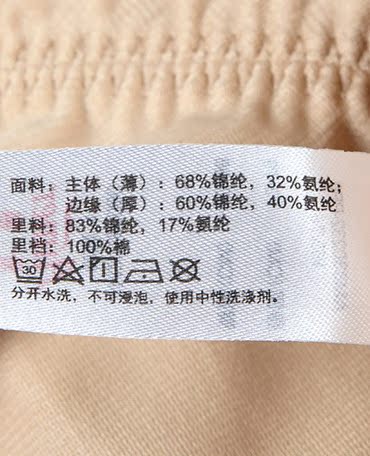 面料：主体（薄）：68%锦纶，32%氨纶；
边缘（厚）：60%锦纶，40%氨纶
里料：83%锦纶，17%氨纶
里裆：100%棉
30
分开水洗，不可浸泡，使用中性洗涤剂。